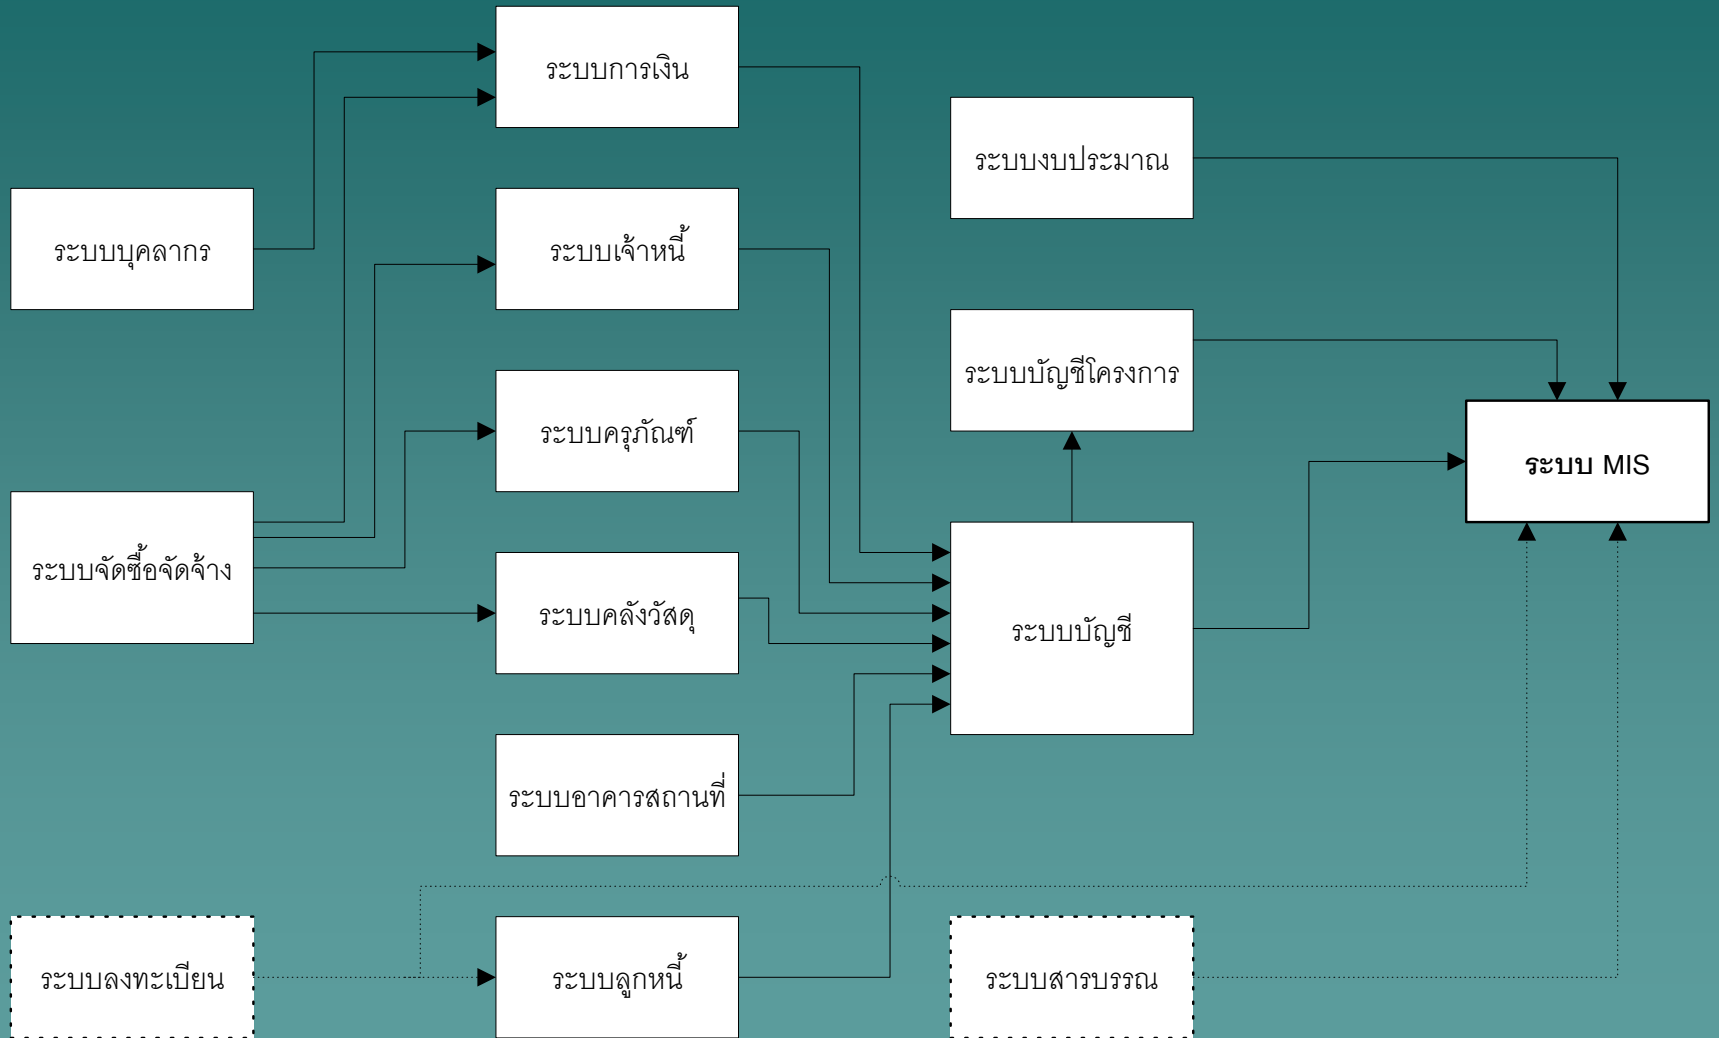 ระบบการเงิน
ระบบงบประมาณ
ระบบบุคลากร
ระบบเจ้าหนี้
ระบบบัญชีโครงการ
ระบบครุภัณฑ์
ระบบ MIS
ระบบจัดซื้อจัดจ้าง
ระบบคลังวัสดุ
ระบบบัญชี
ระบบอาคารสถานที่
ระบบลงทะเบียน
ระบบลูกหนี้
ระบบสารบรรณ